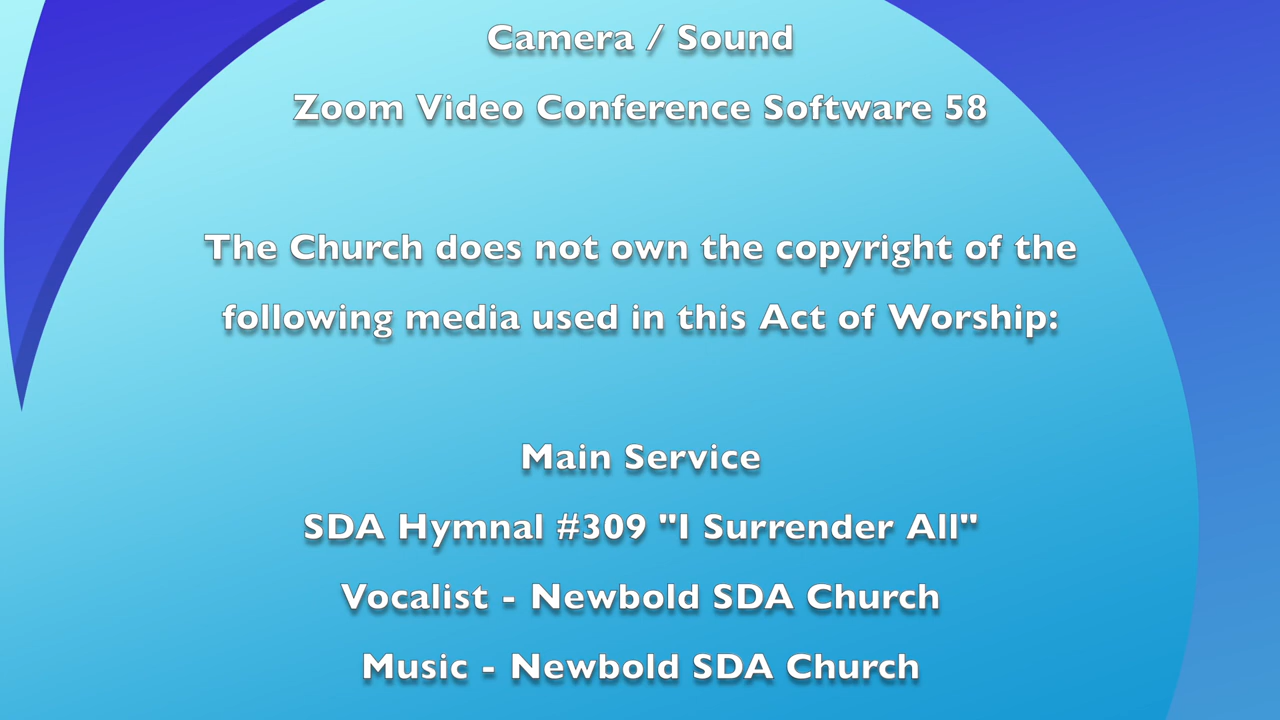 Camera / Sound
Zoom Video Conference Software 58
The Church does not own the copyright of the
following media used in this Act of Worship:
Main Service
SDA Hymnal #309 "I Surrender All"
Vocalist - Newbold SDA Church
Music - Newbold SDA Church